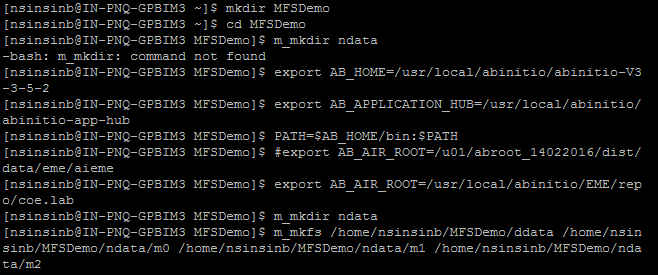 [nsinsinb@IN-PNQ-GPBIM3 ~]$ mkdir MFSDemo
[nsinsinb@IN-PNQ-GPBIM3 ~]$ cd MFSDemo
[nsinsinb@IN-PNQ-GPBIM3 MFSDemo]$ m_mkdir ndata
-bash: m_mkdir: command not found
[nsinsinb@IN-PNQ-GPBIM3 MFSDemo]$ export AB_HOME=/usr/local/abinitio/abinitio-V3
-3-5-2
[nsinsinb@IN-PNQ-GPBIM3 MFSDemo]$ export AB_APPLICATION_HUB=/usr/local/abinitio/
abinitio-app-hub
[nsinsinb@IN-PNQ-GPBIM3 MFSDemo]$ PATH=$AB_HOME/bin:$PATH
[nsinsinb@IN-PNQ-GPBIM3 MFSDemo]$ #export AB_AIR_ROOT=/u01/abroot_14022016/dist/
data/eme/aieme
[nsinsinb@IN-PNQ-GPBIM3 MFSDemo]$ export AB_AIR_ROOT=/usr/local/abinitio/EME/rep
o/coe.lab
[nsinsinb@IN-PNQ-GPBIM3 MFSDemo]$ m_mkdir ndata
[nsinsinb@IN-PNQ-GPBIM3 MFSDemo]$ m_mkfs /home/nsinsinb/MFSDemo/ddata /home/nsin
sinb/MFSDemo/ndata/m0 /home/nsinsinb/MFSDemo/ndata/m1 /home/nsinsinb/MFSDemo/nda
ta/m2